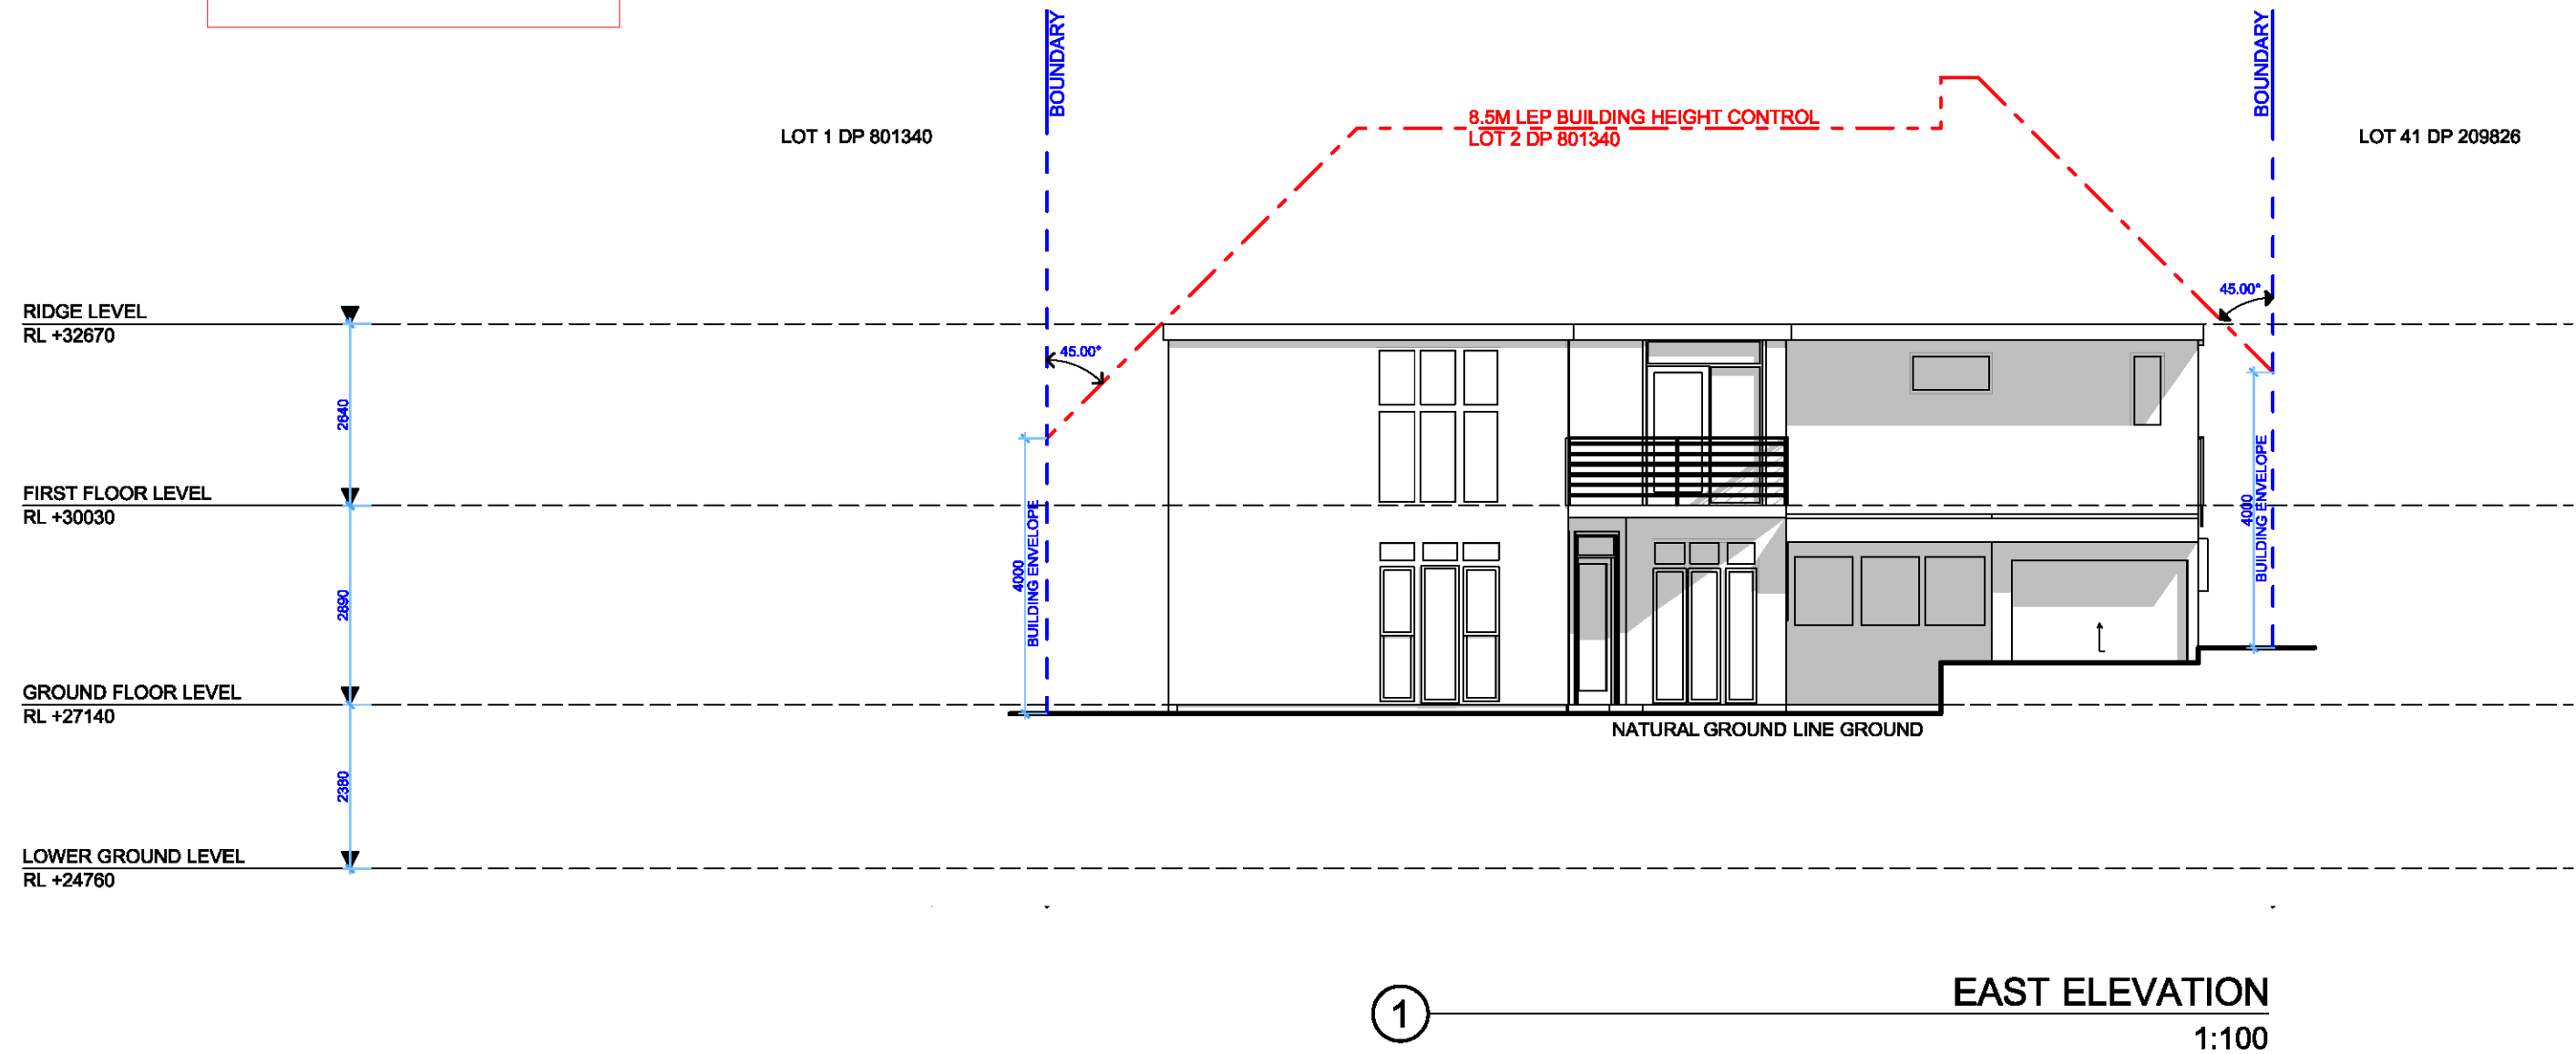 BOUNDARY
BOUNDARY
8.5M LEP BUILDING HEIGHT CONTROL
LOT 2 DP 801340
LOT 1 DP 801340
LOT 41 DP 209826
45.00°
RIDGE LEVEL
RL +32670
45.00°
2640
FIRST FLOOR LEVEL
RL +30030
4000
BUILDING ENVELOPE
4000
BUILDING ENVELOPE
2890
GROUND FLOOR LEVEL
RL +27140
NATURAL GROUND LINE GROUND
2380
LOWER GROUND LEVEL
RL +24760
1
EAST ELEVATION
1:100